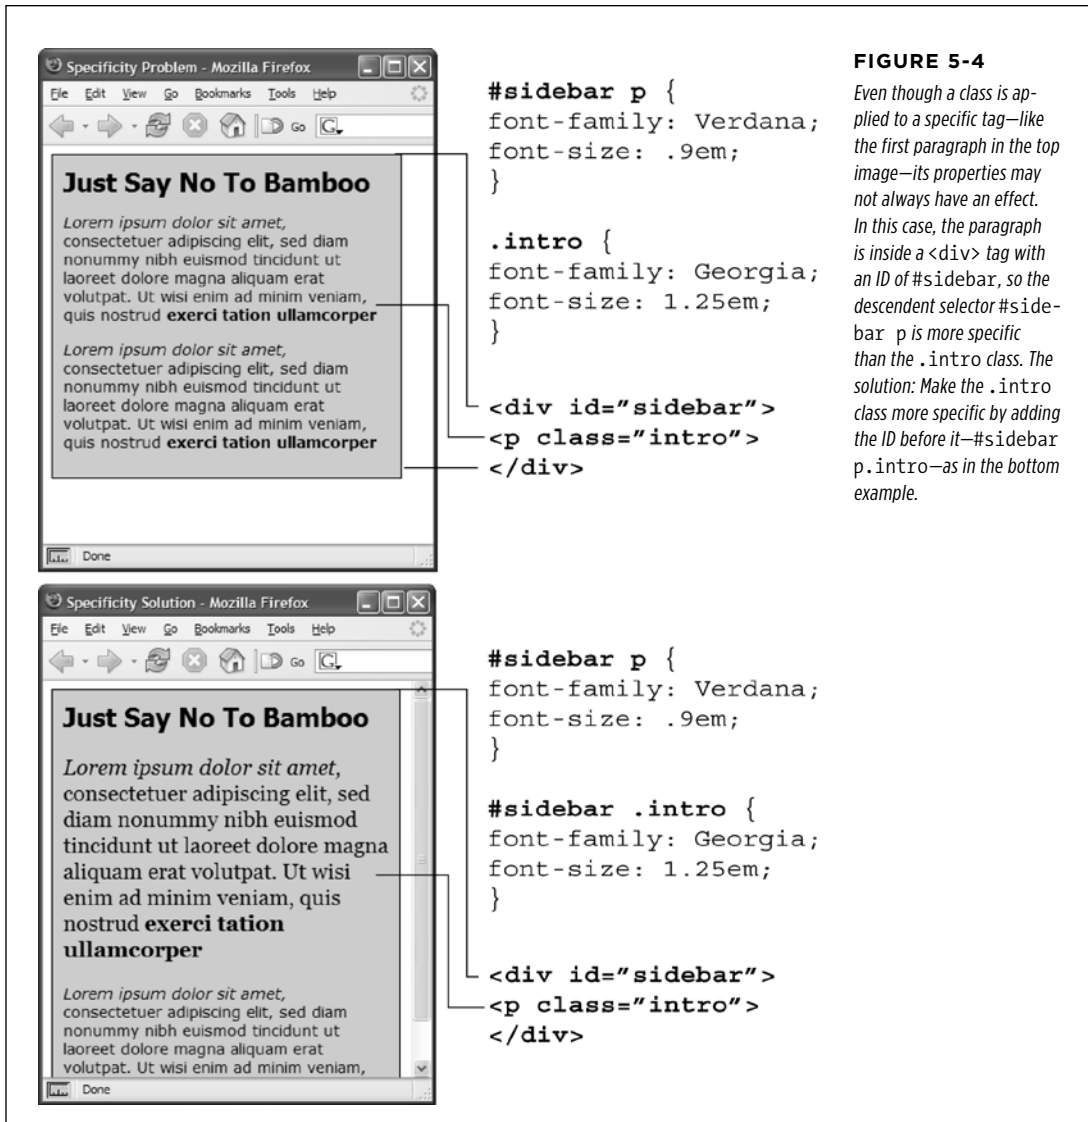 Specificity Problem - Mozilla Firefox
File Edit View Go Bookmarks Tools Help
Go G
Just Say No To Bamboo
Lorem ipsum dolor sit amet,
consectetuer adipiscing elit, sed diam
nonummy nibh euismod tincidunt ut
laoreet dolore magna aliquam erat
volutpat. Ut wisi enim ad minim veniam,
quis nostrud exerci tation ullamcorper
Lorem ipsum dolor sit amet,
consectetuer adipiscing elit, sed diam
nonummy nibh euismod tincidunt ut
laoreet dolore magna aliquam erat
volutpat. Ut wisi enim ad minim veniam,
quis nostrud exerci tation ullamcorper
Done
#sidebar p {
font-family: Verdana;
font-size: .9em;
}
.intro {
font-family: Georgia;
font-size: 1.25em;
}
<div id="sidebar">
<p class="intro">
</div>
FIGURE 5-4
Even though a class is ap-
plied to a specific tag—like
the first paragraph in the top
image—its properties may
not always have an effect.
In this case, the paragraph
is inside a <div> tag with
an ID of #sidebar, so the
descendent selector #side-
bar p is more specific
than the .intro class. The
solution: Make the .intro
class more specific by adding
the ID before it—#sidebar
p.intro—as in the bottom
example.
Specificity Solution - Mozilla Firefox
File Edit View Go Bookmarks Tools Help
Go G
Just Say No To Bamboo
Lorem ipsum dolor sit amet,
consectetuer adipiscing elit, sed
diam nonummy nibh euismod
tincidunt ut laoreet dolore magna
aliquam erat volutpat. Ut wisi
enim ad minim veniam, quis
nostrud exerci tation
ullamcorper
Lorem ipsum dolor sit amet,
consectetuer adipiscing elit, sed diam
nonummy nibh euismod tincidunt ut
laoreet dolore magna aliquam erat
volutpat. Ut wisi enim ad minim veniam,
Done
#sidebar p {
font-family: Verdana;
font-size: .9em;
}
#sidebar .intro {
font-family: Georgia;
font-size: 1.25em;
}
<div id="sidebar">
<p class="intro">
</div>